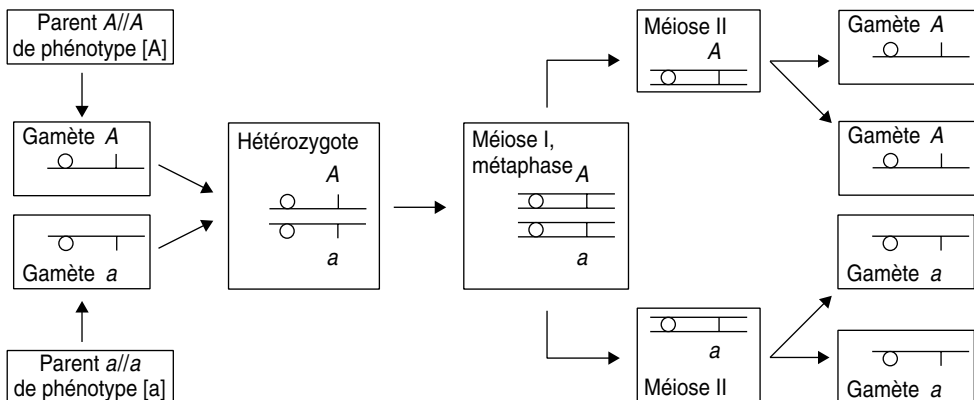 Parent A//A
de phénotype [A]
Gamète A
Gamète a
Parent a//a
de phénotype [a]
Hétérozygote
A
a
Méiose I,
métaphase
A
a
Méiose II
A
a
Méiose II
Gamète A
Gamète A
Gamète a
Gamète a